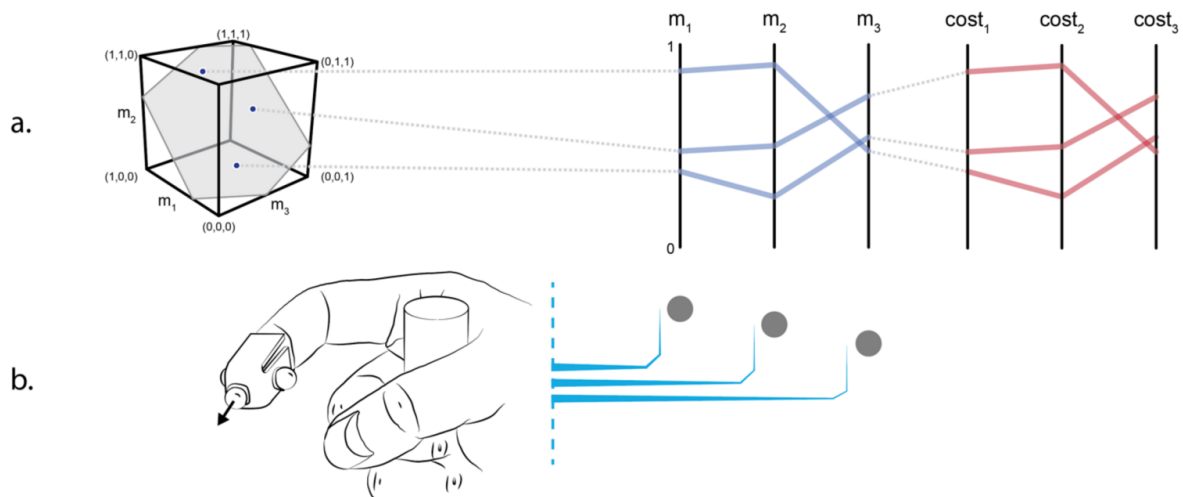 a.
(1,1,1)
(1,1,0)
(0,1,1)
m2
(1,0,0)
(0,0,1)
m1
m3
(0,0,0)
m1 m2 m3 cost1 cost2 cost3
1
0
b.